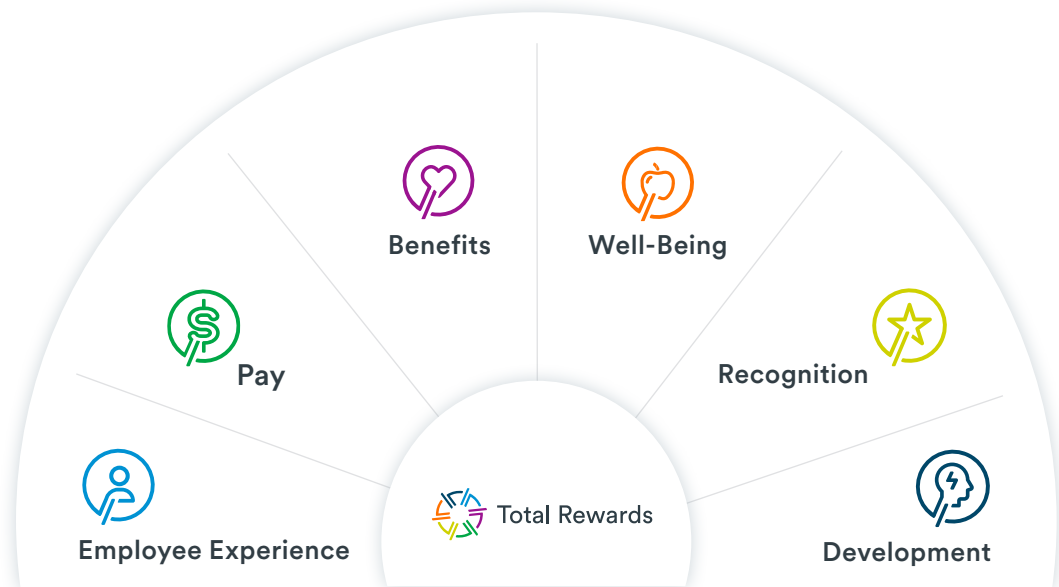 Benefits
Well-Being
Pay
Recognition
Total Rewards
Employee Experience
Development